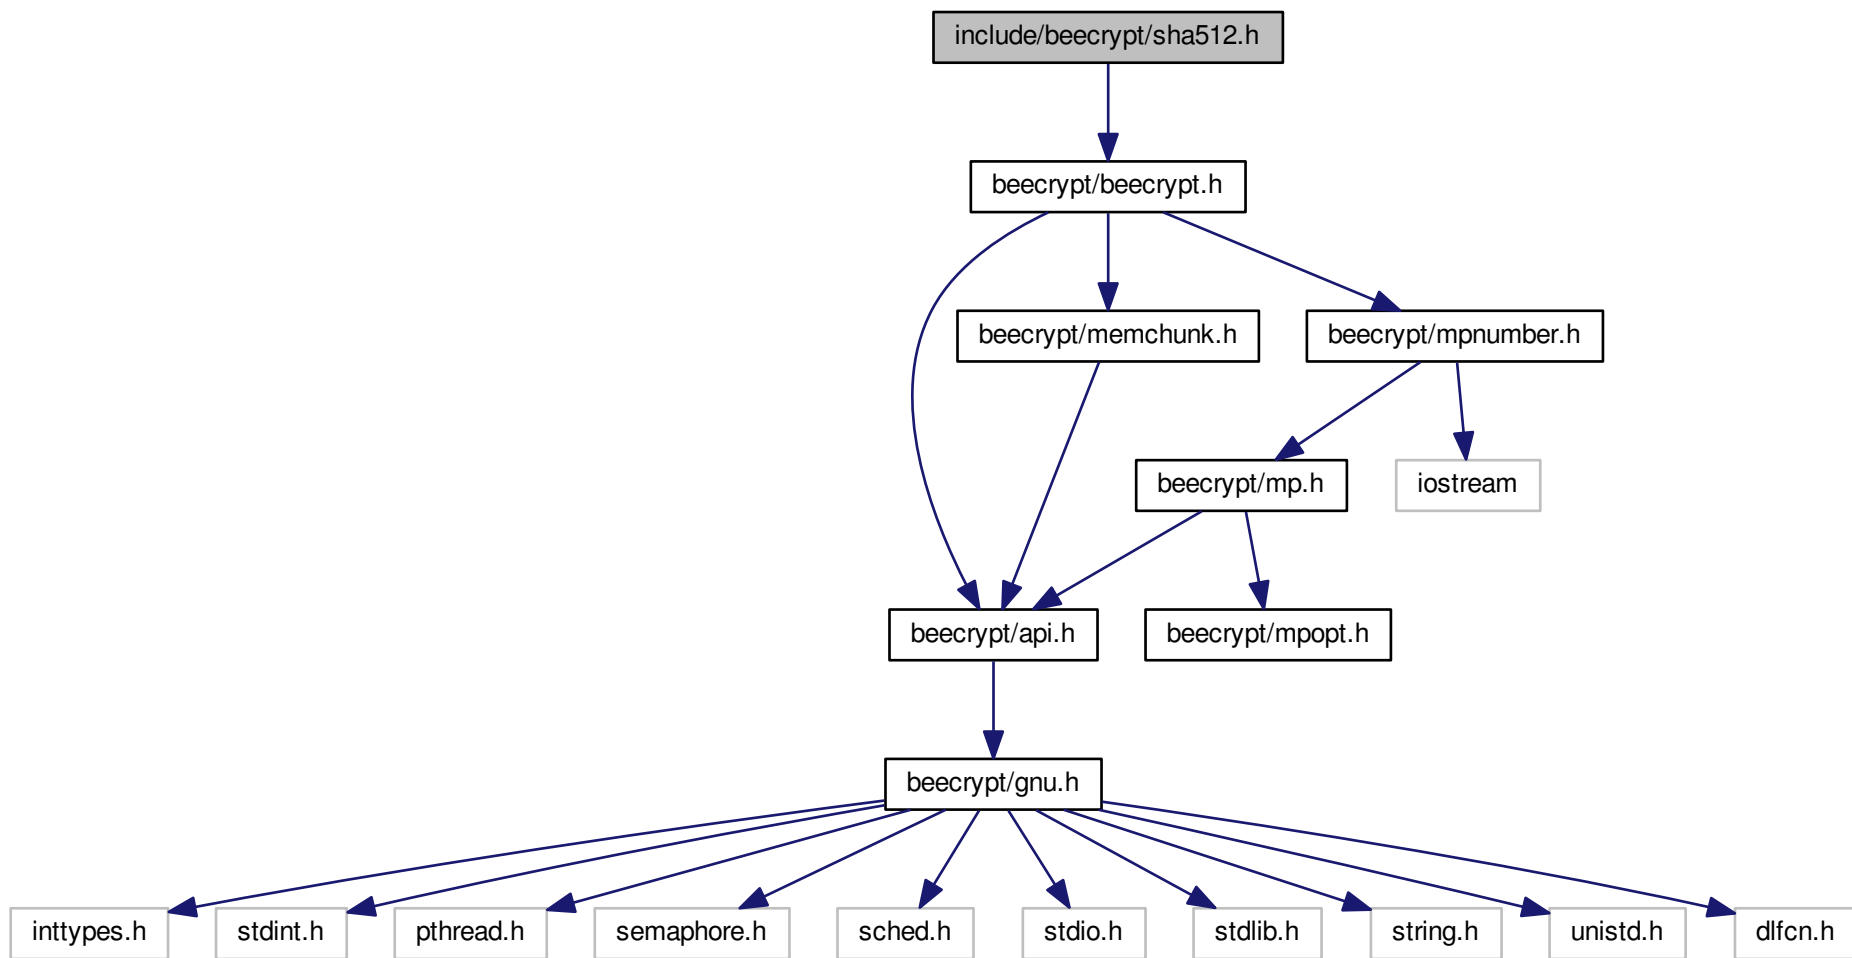 include/beecrypt/sha512.h
beecrypt/beecrypt.h
beecrypt/memchunk.h
beecrypt/mpnumber.h
beecrypt/mp.h
iostream
beecrypt/api.h
beecrypt/mpopt.h
beecrypt/gnu.h
inttypes.h
stdint.h
pthread.h
semaphore.h
sched.h
stdio.h
stdlib.h
string.h
unistd.h
dlfcn.h